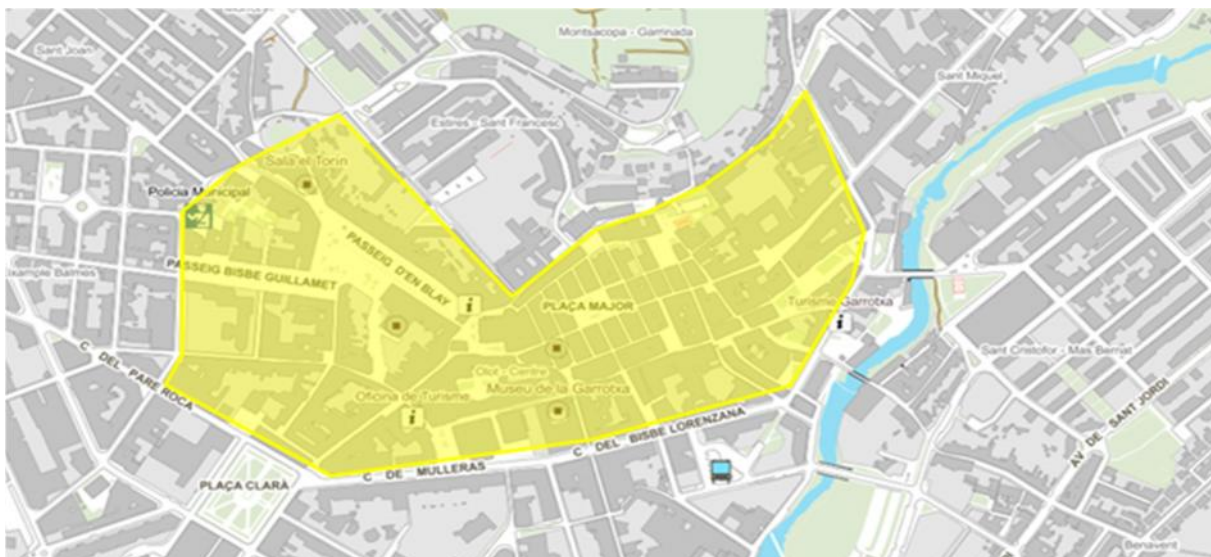 Montsacopa - Garrinada
Sant Joan
Sant Miquel
Estires - Sant Francesc
Sala el Torín
Policia Municipal
PASSEIG D'EN BLAY
PASSEIG BISBE GUILLAMET
Eixample Balmes
PLAÇA MAJOR
Turisme Garrotxa
C DEL PARE ROCA
Sant Cristòfor - Mas Bernat
Olot - Centre
Museu de la Garrotxa
Oficina de Turisme
AV DE SANT JORDI
C DEL BISBE LORENZANA
C DE MULLERAS
PLAÇA CLARÀ
Benavent